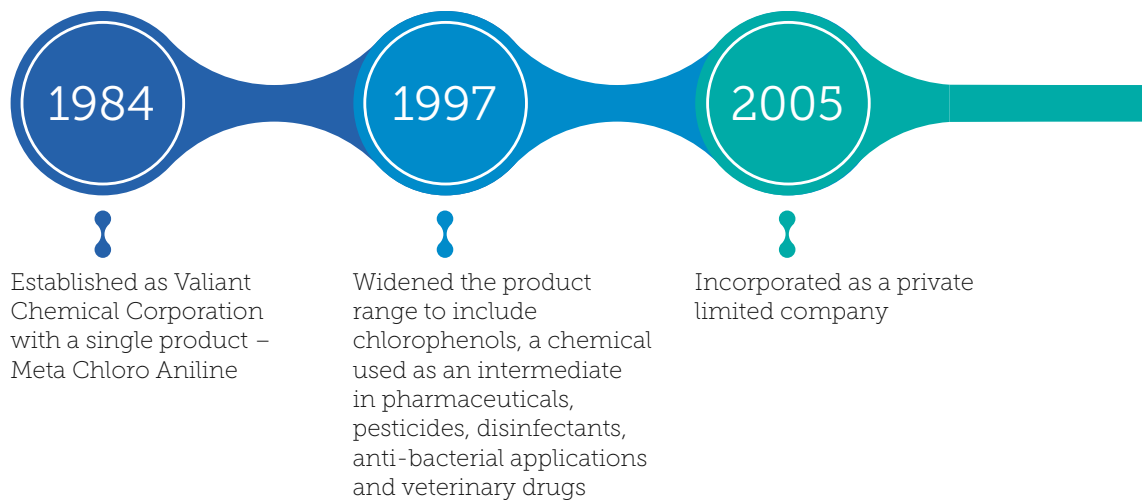 1984
1997
2005
Established as Valiant
Chemical Corporation
with a single product –
Meta Chloro Aniline
Widened the product
range to include
chlorophenols, a chemical
used as an intermediate
in pharmaceuticals,
pesticides, disinfectants,
anti-bacterial applications
and veterinary drugs
Incorporated as a private
limited company